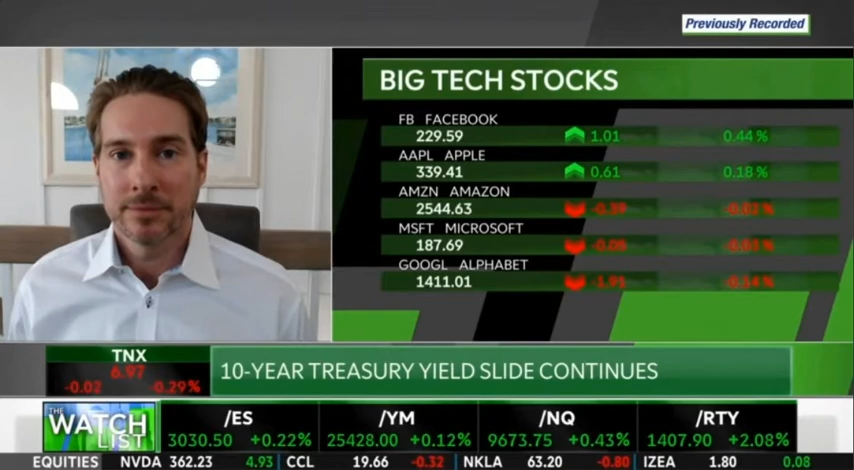 Previously Recorded
BIG TECH STOCKS
FB FACEBOOK
229.59 1.01 0.44%
AAPL APPLE
339.41 0.61 0.18%
AMZN AMAZON
2544.63
MSFT MICROSOFT
187.69
GOOGL ALPHABET
1411.01 -1.91 -0.14%
TNX
6.97
-0.02 -0.29%
10-YEAR TREASURY YIELD SLIDE CONTINUES
THE WATCH LIST
/ES /YM /NQ /RTY
3030.50 +0.22% 25428.00 +0.12% 9673.75 +0.43% 1407.90 +2.08%
EQUITIES NVDA 362.23 4.93 CCL 19.66 -0.32 NKLA 63.20 -0.80 IZEA 1.80 0.08